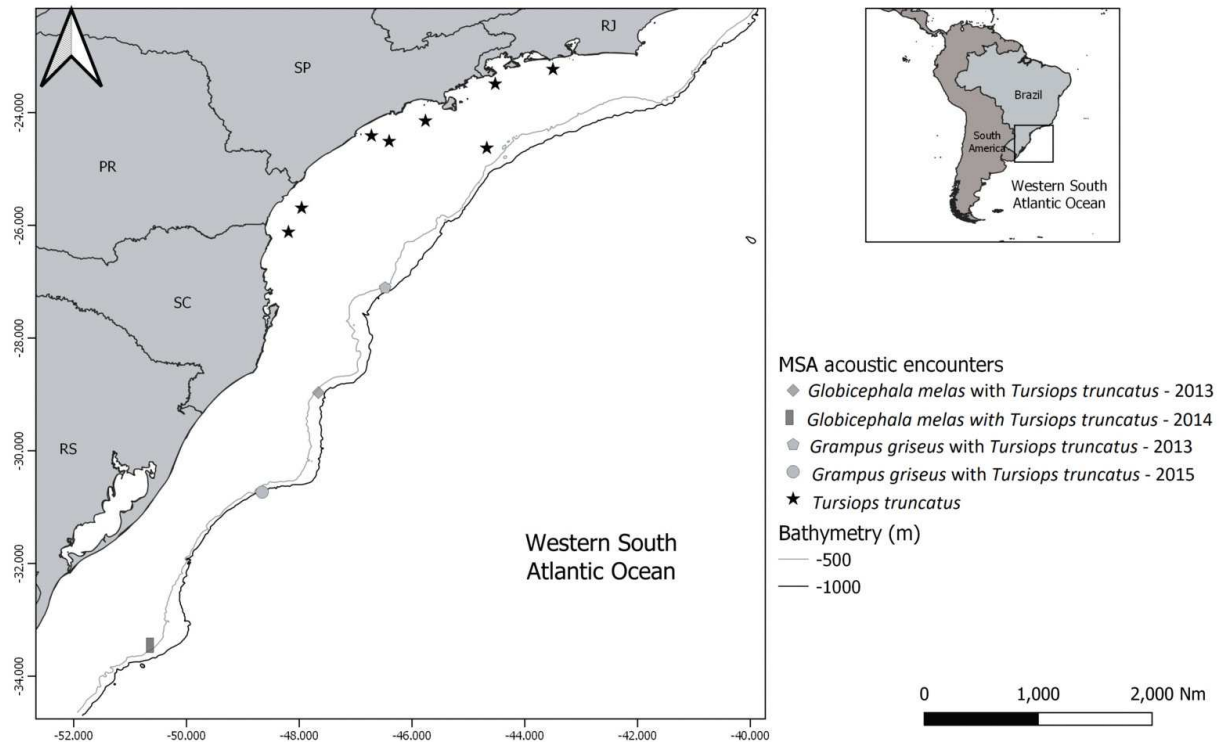 RJ
SP
PR
SC
RS
-24.000
-26.000
-28.000
-30.000
-32.000
-34.000
-52.000
-50.000
-48.000
-46.000
-44.000
-42.000
-40.000
Western South
Atlantic Ocean
Brazil
South
America
Western South
Atlantic Ocean
MSA acoustic encounters
Globicephala melas with Tursiops truncatus - 2013
Globicephala melas with Tursiops truncatus - 2014
Grampus griseus with Tursiops truncatus - 2013
Grampus griseus with Tursiops truncatus - 2015
Tursiops truncatus
Bathymetry (m)
-500
-1000
0 1,000 2,000 Nm